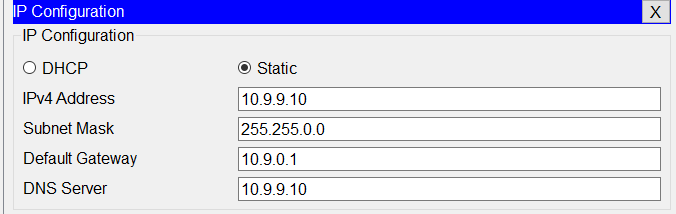 IP Configuration X
IP Configuration
DHCP Static
IPv4 Address 10.9.9.10
Subnet Mask 255.255.0.0
Default Gateway 10.9.0.1
DNS Server 10.9.9.10